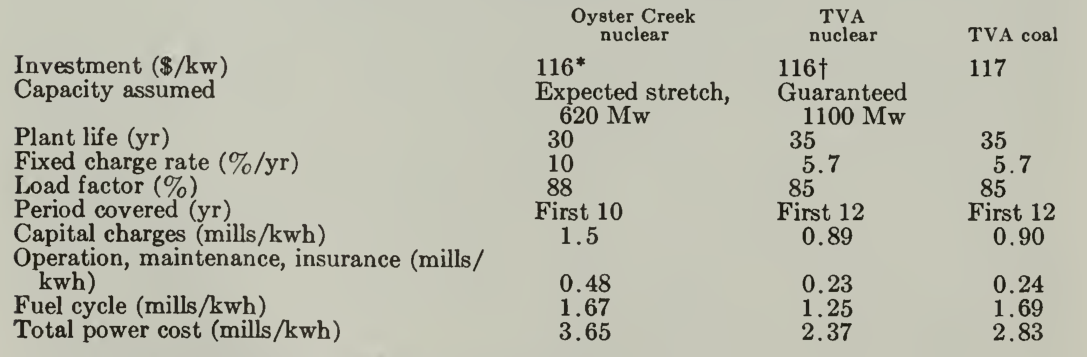 Oyster Creek nuclear TVA nuclear TVA coal
Investment ($/kw) 116* 116† 117
Capacity assumed Expected stretch, 620 Mw Guaranteed 1100 Mw
Plant life (yr) 30 35 35
Fixed charge rate (%/yr) 10 5.7 5.7
Load factor (%) 88 85 85
Period covered (yr) First 10 First 12 First 12
Capital charges (mills/kwh) 1.5 0.89 0.90
Operation, maintenance, insurance (mills/
kwh) 0.48 0.23 0.24
Fuel cycle (mills/kwh) 1.67 1.25 1.69
Total power cost (mills/kwh) 3.65 2.37 2.83